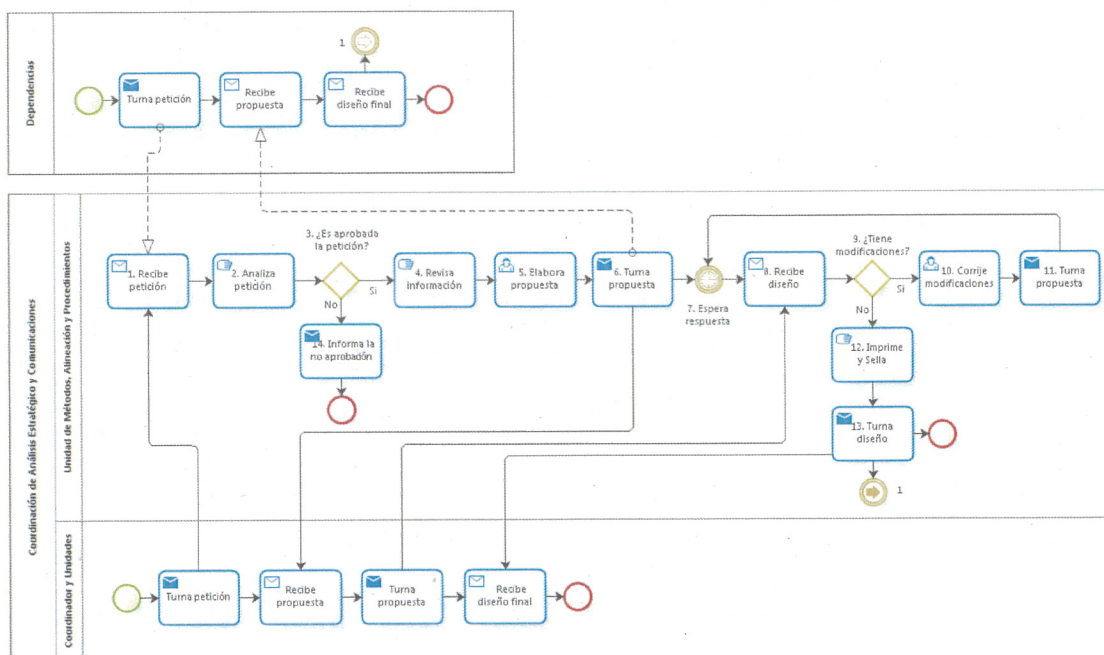 Dependencias
1
Turna petición
Recibe
propuesta
Recibe
diseño final
Coordinación de Análisis Estratégico y Comunicaciones
Unidad de Métodos, Alineación y Procedimientos
3. ¿Es aprobada
la petición?
9. ¿Tiene
modificaciones?
1. Recibe
petición
2. Analiza
petición
Si
4. Revisa
información
5. Elabora
propuesta
6. Turna
propuesta
7. Espera
respuesta
8. Recibe
diseño
Si
10. Corrije
modificaciones
11. Turna
propuesta
No
No
14. Informa la
no aprobación
12. Imprime
y Sella
13. Turna
diseño
1
Coordinador y Unidades
Turna petición
Recibe
propuesta
Turna
propuesta
Recibe
diseño final